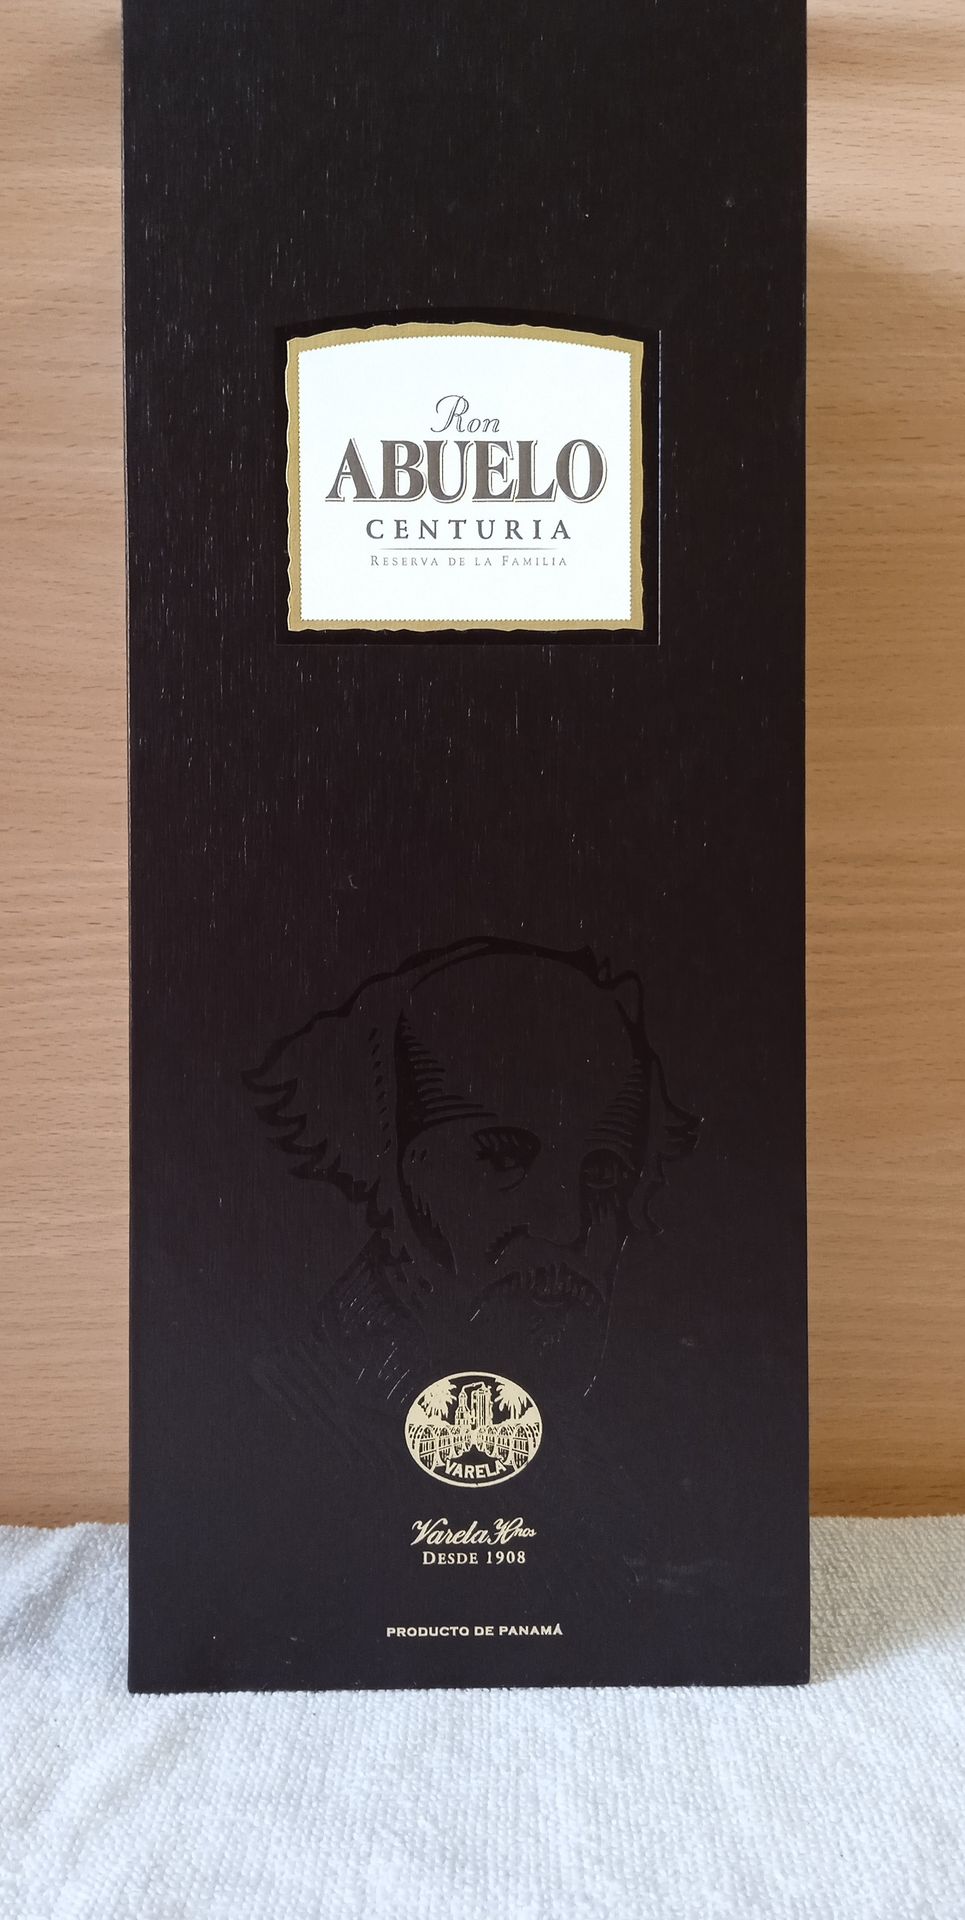 Ron
ABUELO
CENTURIA
RESERVA DE LA FAMILIA
VARELA
Varela Hnos
DESDE 1908
PRODUCTO DE PANAMÁ